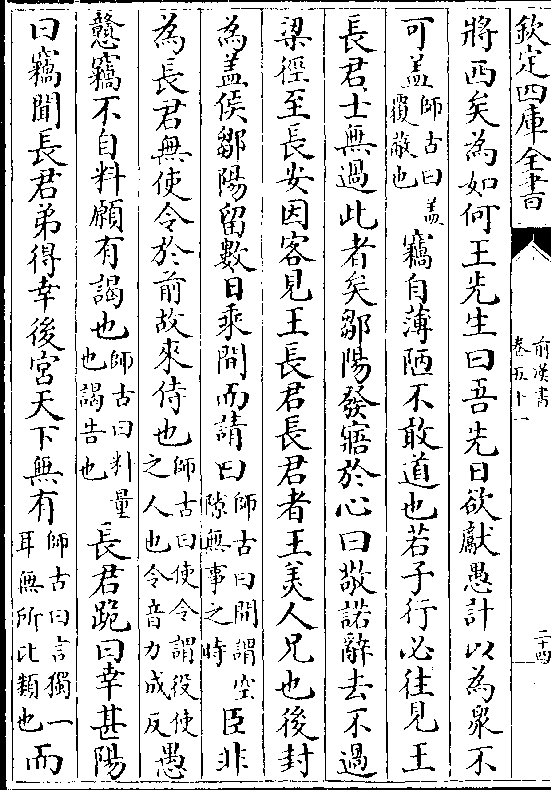 欽定四庫全書
前漢書
卷五十一
二十四
將西矣為如何王先生曰吾先日欲獻愚計以為衆不
可盖師古曰盖覆蔽也竊自薄陋不敢道也若子行必徃見王
長君士無過此者矣鄒陽發寤於心曰敬諾辭去不過
梁徑至長安因客見王長君長君者王美人兄也後封
為盖侯鄒陽留數日乘間而請曰師古曰間謂空隙無事之時臣非
為長君無使令於前故來侍也師古曰使令謂役使之人也令音力成反愚
戇竊不自料願有謁也師古曰料量也謁告也長君跪曰幸甚陽
曰竊聞長君弟得幸後宫天下無有師古曰言獨一耳無所比類也而